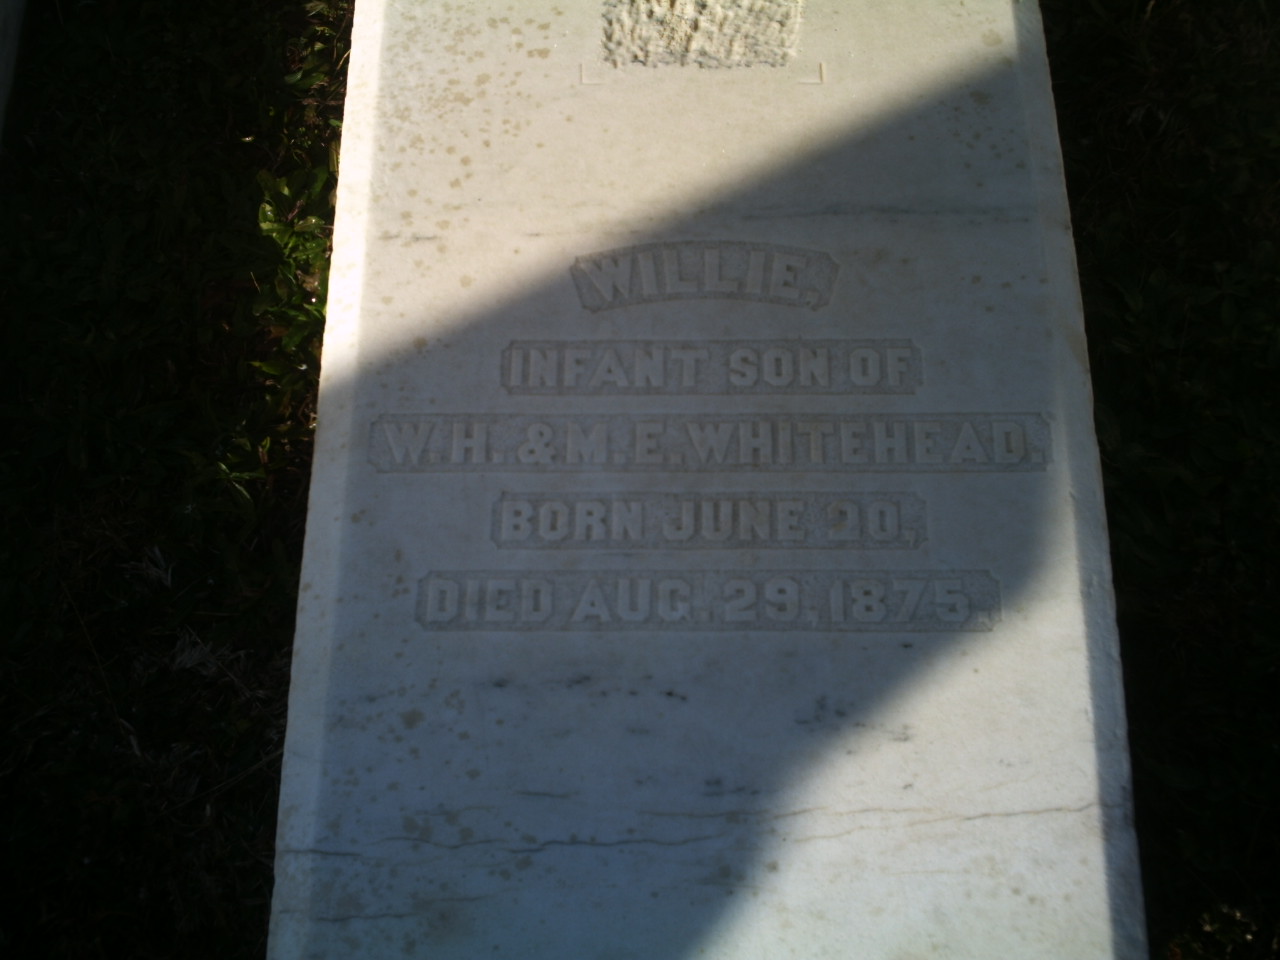 WILLIE,
INFANT SON OF
W. H. & M. E. WHITEHEAD.
BORN JUNE 20.,
DIED AUG. 29, 1875.